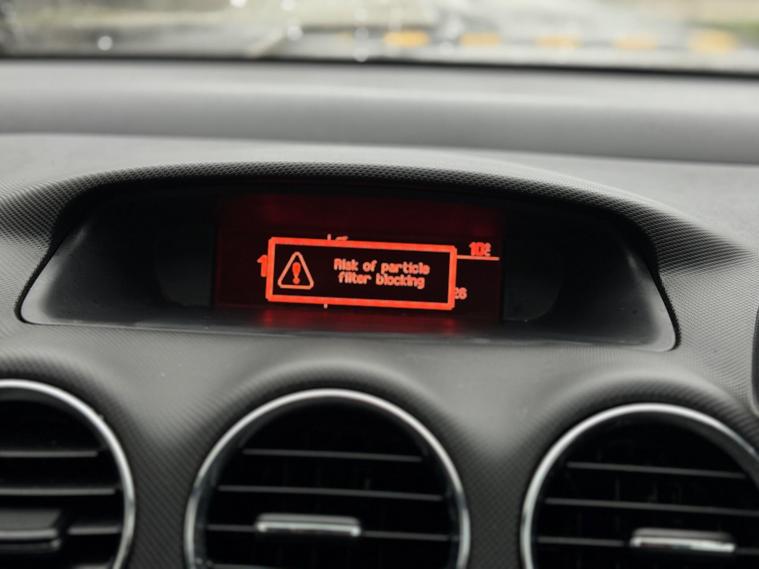 Risk of particle
filter blocking